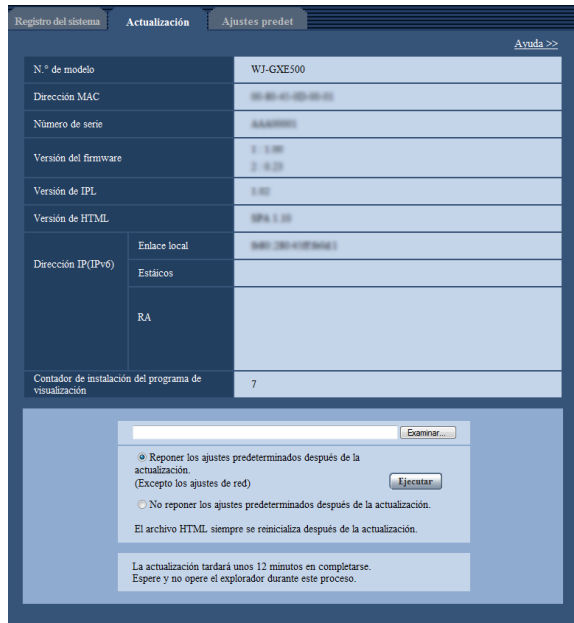 Registro del sistema Actualización Ajustes predet
Ayuda >>
N.º de modelo WJ-GXE500
Dirección MAC
Número de serie
Versión del firmware
Versión de IPL
Versión de HTML
Dirección IP(IPv6) Enlace local
Estáicos
RA
Contador de instalación del programa de
visualización 7
Examinar...
Reponer los ajustes predeterminados después de la
actualización.
(Excepto los ajustes de red)
Ejecutar
No reponer los ajustes predeterminados después de la actualización.
El archivo HTML siempre se reinicializa después de la actualización.
La actualización tardará unos 12 minutos en completarse.
Espere y no opere el explorador durante este proceso.